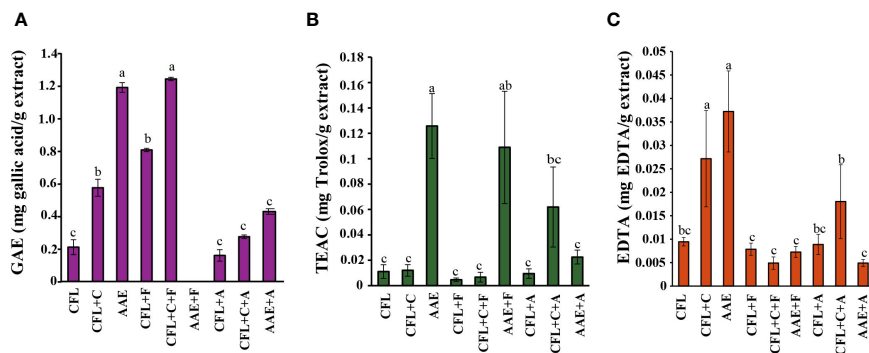 A
GAE (mg gallic acid/g extract)
1.4
1.2
1.0
0.8
0.6
0.4
0.2
0
c
b
a
b
a
c
c
c
CFL
CFL+C
AAE
CFL+F
CFL+C+F
AAE+F
CFL+A
CFL+C+A
AAE+A
B
TEAC (mg Trolox/g extract)
0.18
0.16
0.14
0.12
0.1
0.08
0.06
0.04
0.02
0
c
c
a
c
c
ab
c
bc
c
CFL
CFL+C
AAE
CFL+F
CFL+C+F
AAE+F
CFL+A
CFL+C+A
AAE+A
C
EDTA (mg EDTA/g extract)
0.05
0.045
0.04
0.035
0.03
0.025
0.02
0.015
0.01
0.005
0
bc
a
a
c
c
c
bc
b
c
CFL
CFL+C
AAE
CFL+F
CFL+C+F
AAE+F
CFL+A
CFL+C+A
AAE+A